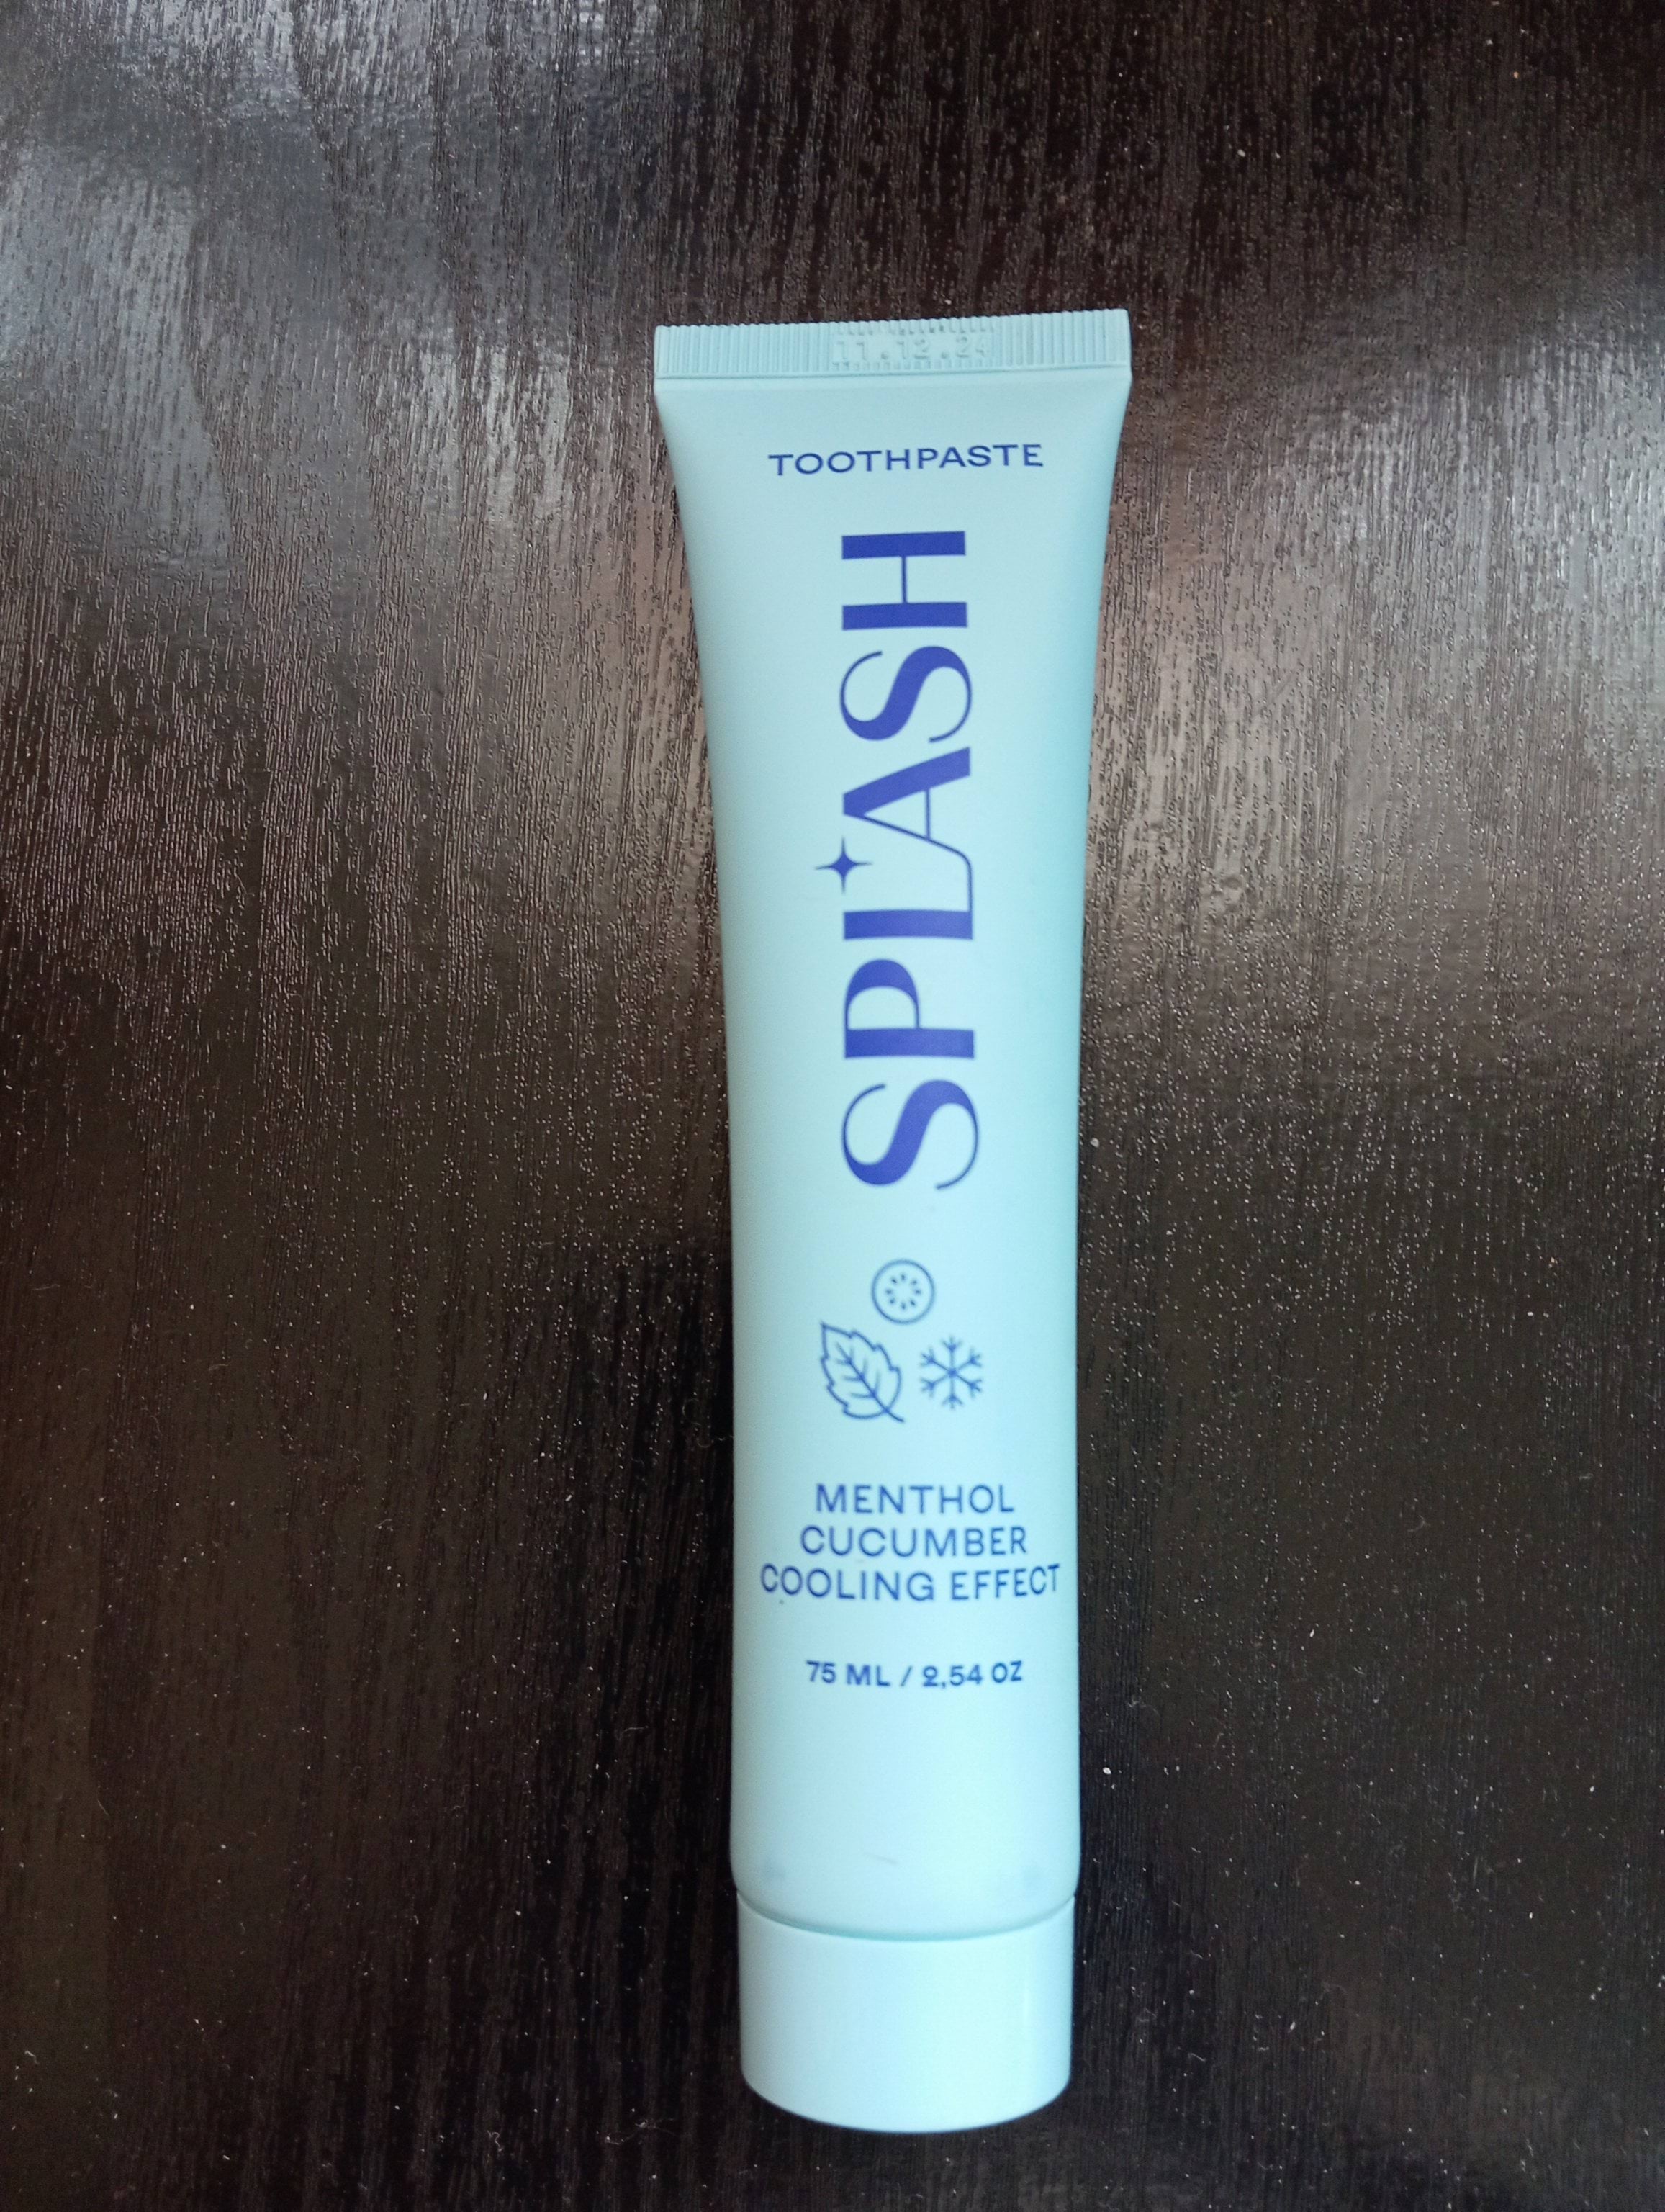 11.12.24
TOOTHPASTE
SPLASH
MENTHOL
CUCUMBER
COOLING EFFECT
75 ML / 2,54 OZ